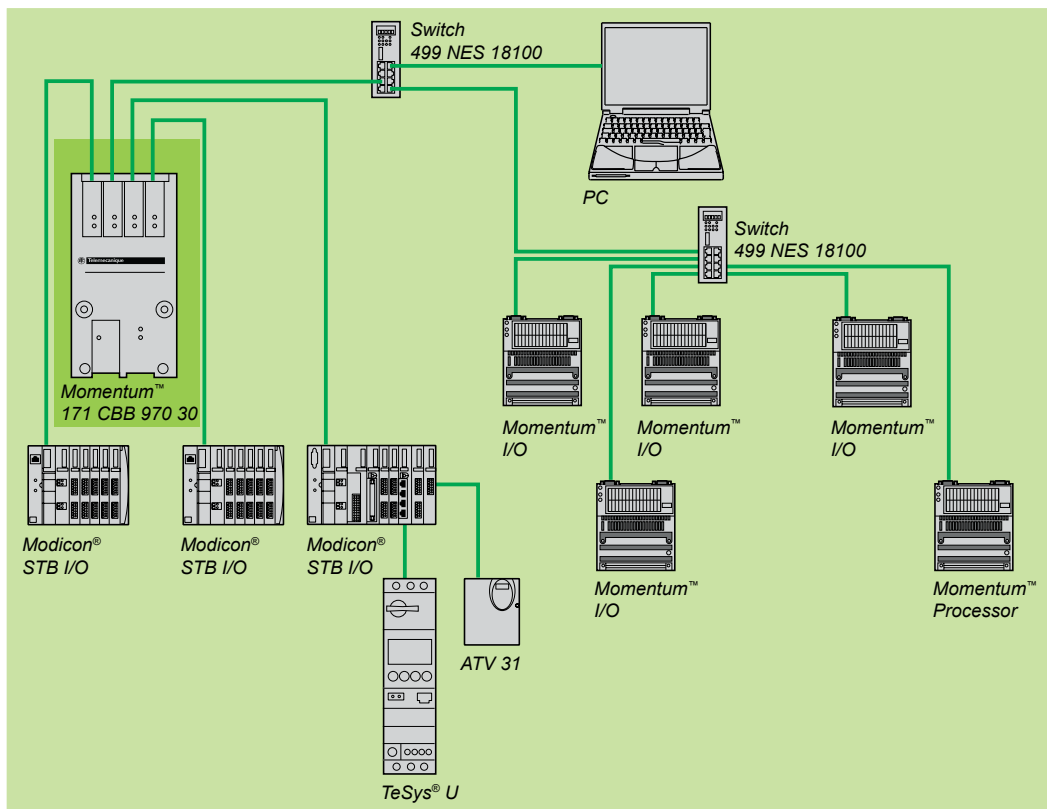 Switch
499 NES 18100
PC
Switch
499 NES 18100
Telemecanique
Momentum™
171 CBB 970 30
Momentum™
I/O
Momentum™
I/O
Momentum™
I/O
Modicon®
STB I/O
Modicon®
STB I/O
Modicon®
STB I/O
Momentum™
I/O
Momentum™
Processor
ATV 31
TeSys® U